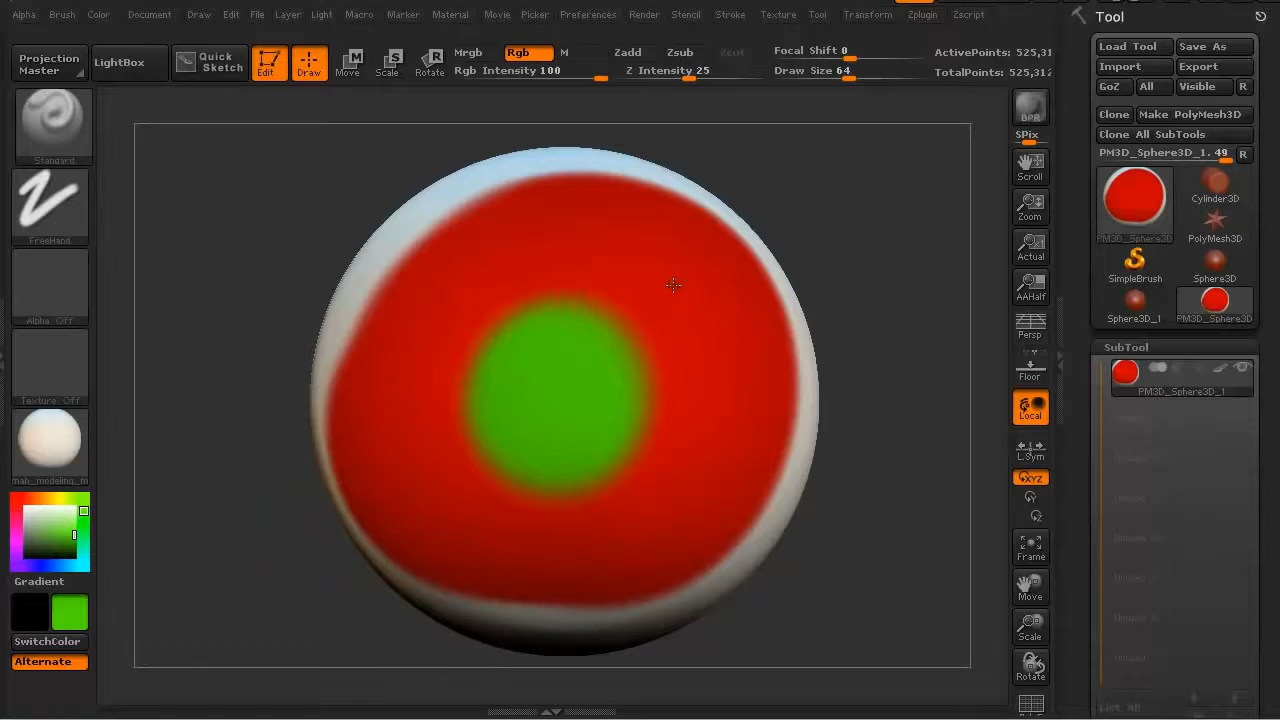 Alpha Brush Color Document Draw Edit File Layer Light Macro Marker Material Movie Picker Preferences Render Stencil Stroke Texture Tool Transform Zplugin Zscript
Tool
Projection Master
LightBox
Quick Sketch
Edit
Draw
Move
Scale
Rotate
Mrgb Rgb M
Rgb Intensity 100
Zadd Zsub Zcut
Z Intensity 25
Focal Shift 0
Draw Size 64
ActivePoints: 525,31
TotalPoints: 525,312
Load Tool Save As
Import Export
GoZ All Visible R
Clone Make PolyMesh3D
Clone All SubTools
PM3D_Sphere3D_1. 49 R
PM3D_Sphere3D
Cylinder3D
PolyMesh3D
SimpleBrush
Sphere3D
Sphere3D_1
PM3D_Sphere3D
SubTool
PM3D_Sphere3D_1
List All
Standard
FreeHand
Alpha Off
Texture Off
mah_modeling_m
Gradient
SwitchColor
Alternate
BPR
SPix
Scroll
Zoom
Actual
AAHalf
Persp
Floor
Local
L.Sym
XYZ
Y
Z
Frame
Move
Scale
Rotate